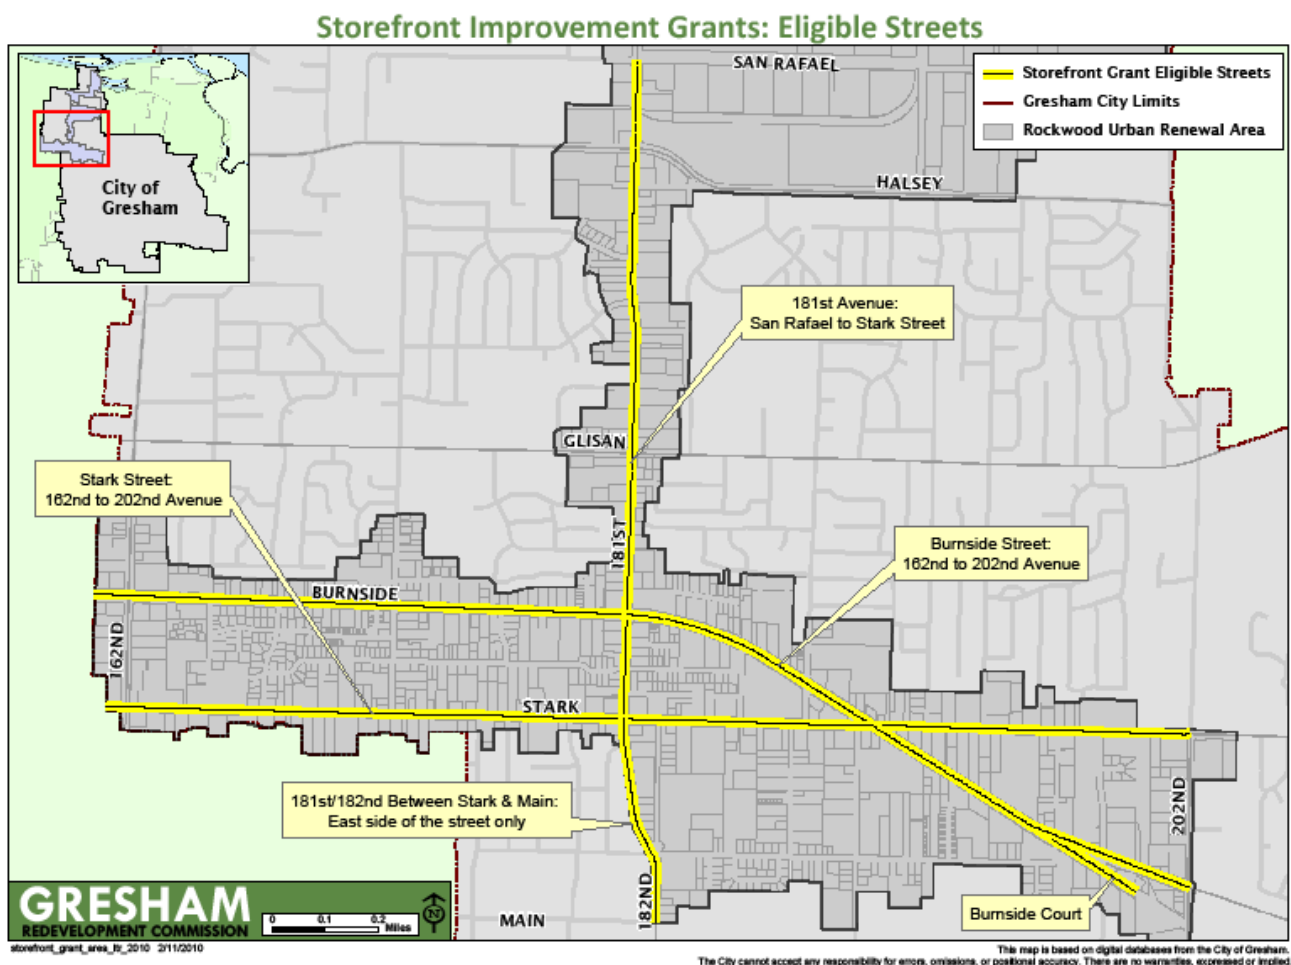 Storefront Improvement Grants: Eligible Streets
SAN RAFAEL
Storefront Grant Eligible Streets
Gresham City Limits
Rockwood Urban Renewal Area
City of
Gresham
HALSEY
181st Avenue:
San Rafael to Stark Street
GLISAN
Stark Street:
162nd to 202nd Avenue
181ST
Burnside Street:
162nd to 202nd Avenue
BURNSIDE
162ND
STARK
181st/182nd Between Stark & Main:
East side of the street only
202ND
182ND
Burnside Court
MAIN
GRESHAM
REDEVELOPMENT COMMISSION
0 0.1 0.2
Miles
N
storefront_grant_area_ltr_2010 2/11/2010
This map is based on digital databases from the City of Gresham.
The City cannot accept any responsibility for errors, omissions, or positional accuracy. There are no warranties, expressed or implied